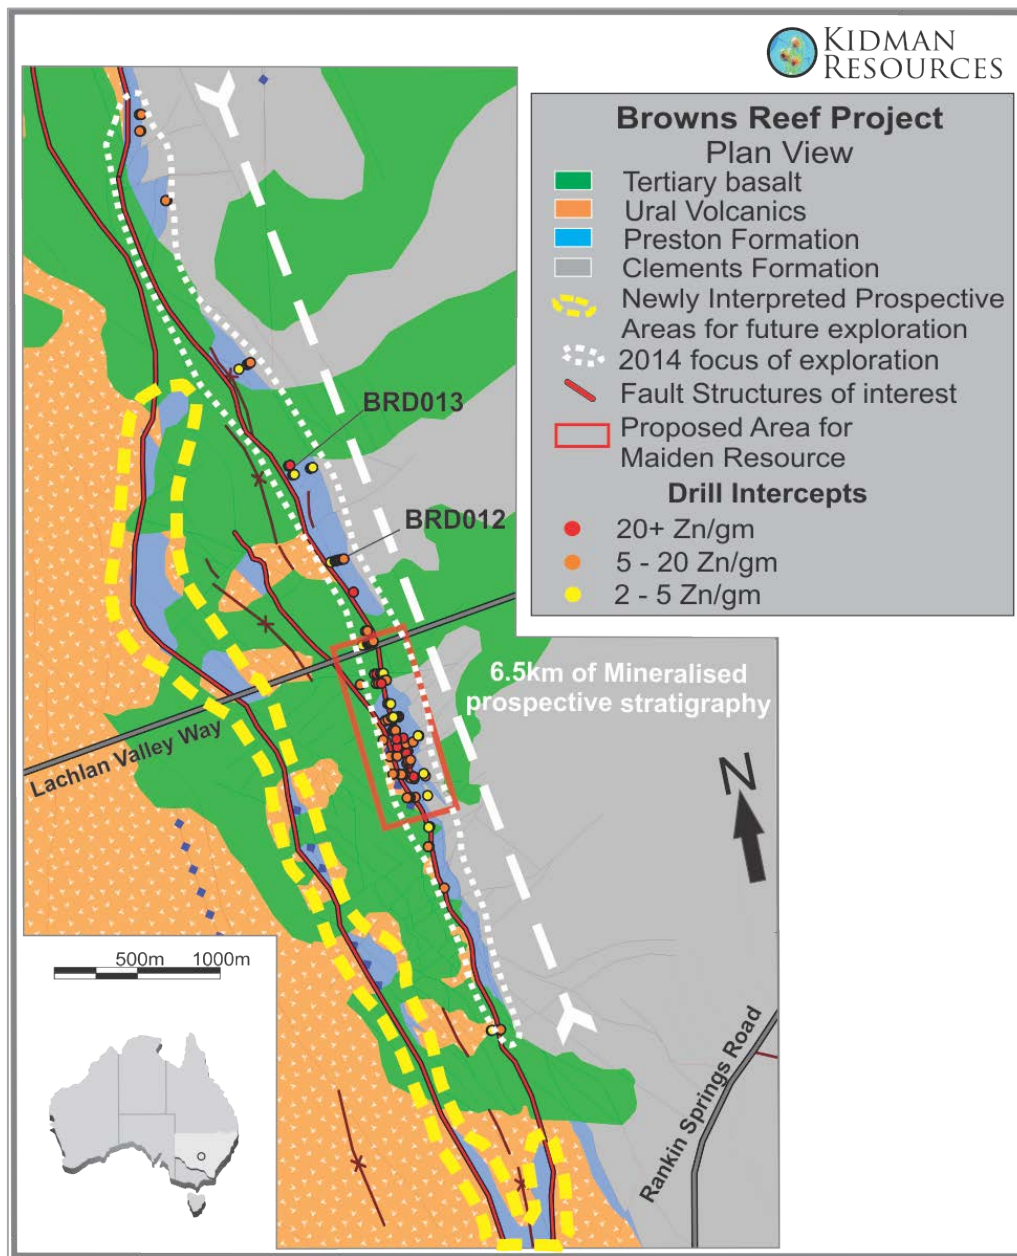 KIDMAN
RESOURCES
Browns Reef Project
Plan View
Tertiary basalt
Ural Volcanics
Preston Formation
Clements Formation
Newly Interpreted Prospective
Areas for future exploration
2014 focus of exploration
Fault Structures of interest
Proposed Area for
Maiden Resource
Drill Intercepts
20+ Zn/gm
5 - 20 Zn/gm
2 - 5 Zn/gm
BRD013
BRD012
6.5km of Mineralised
prospective stratigraphy
Lachlan Valley Way
N
500m 1000m
Rankin Springs Road